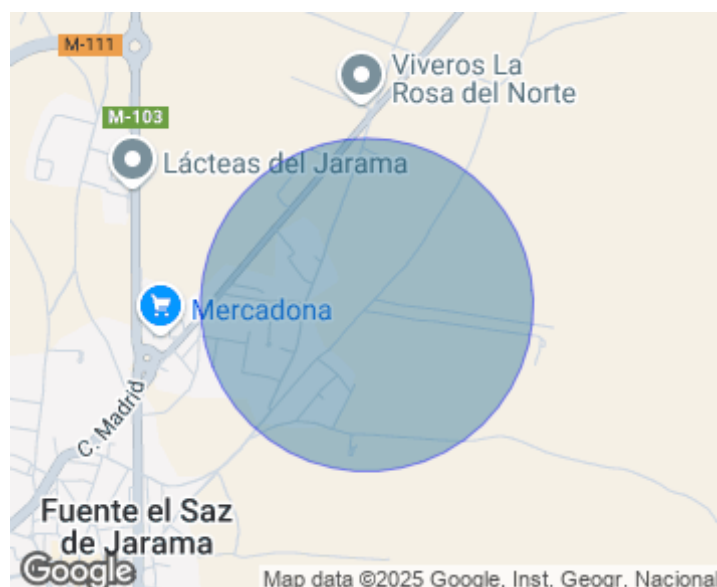 M-111
Viveros La
Rosa del Norte
M-103
Lácteas del Jarama
Mercadona
C. Madrid
Fuente el Saz
de Jarama
Google
Map data ©2025 Google, Inst. Geogr. Nacional